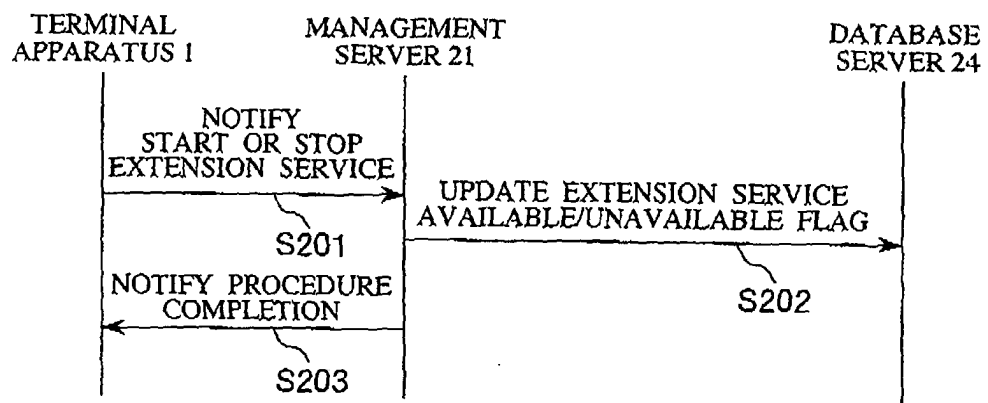 TERMINAL
APPARATUS 1
MANAGEMENT
SERVER 21
DATABASE
SERVER 24
NOTIFY
START OR STOP
EXTENSION SERVICE
S201
UPDATE EXTENSION SERVICE
AVAILABLE/UNAVAILABLE FLAG
S202
NOTIFY PROCEDURE
COMPLETION
S203